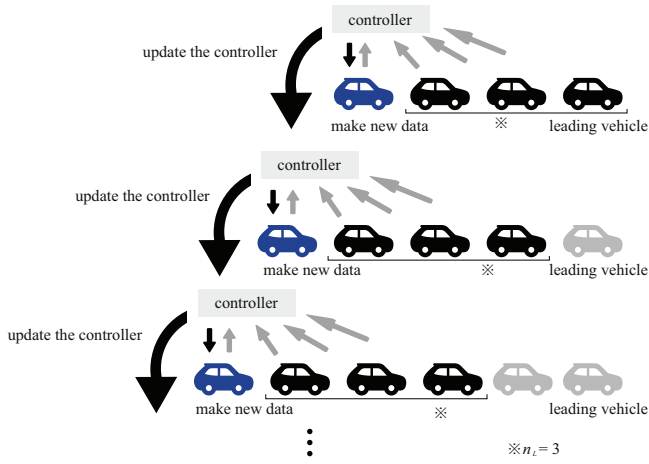 controller
update the controller
※
make new data
leading vehicle
controller
update the controller
make new data
※
leading vehicle
controller
update the controller
make new data
※
leading vehicle
※ n_L = 3